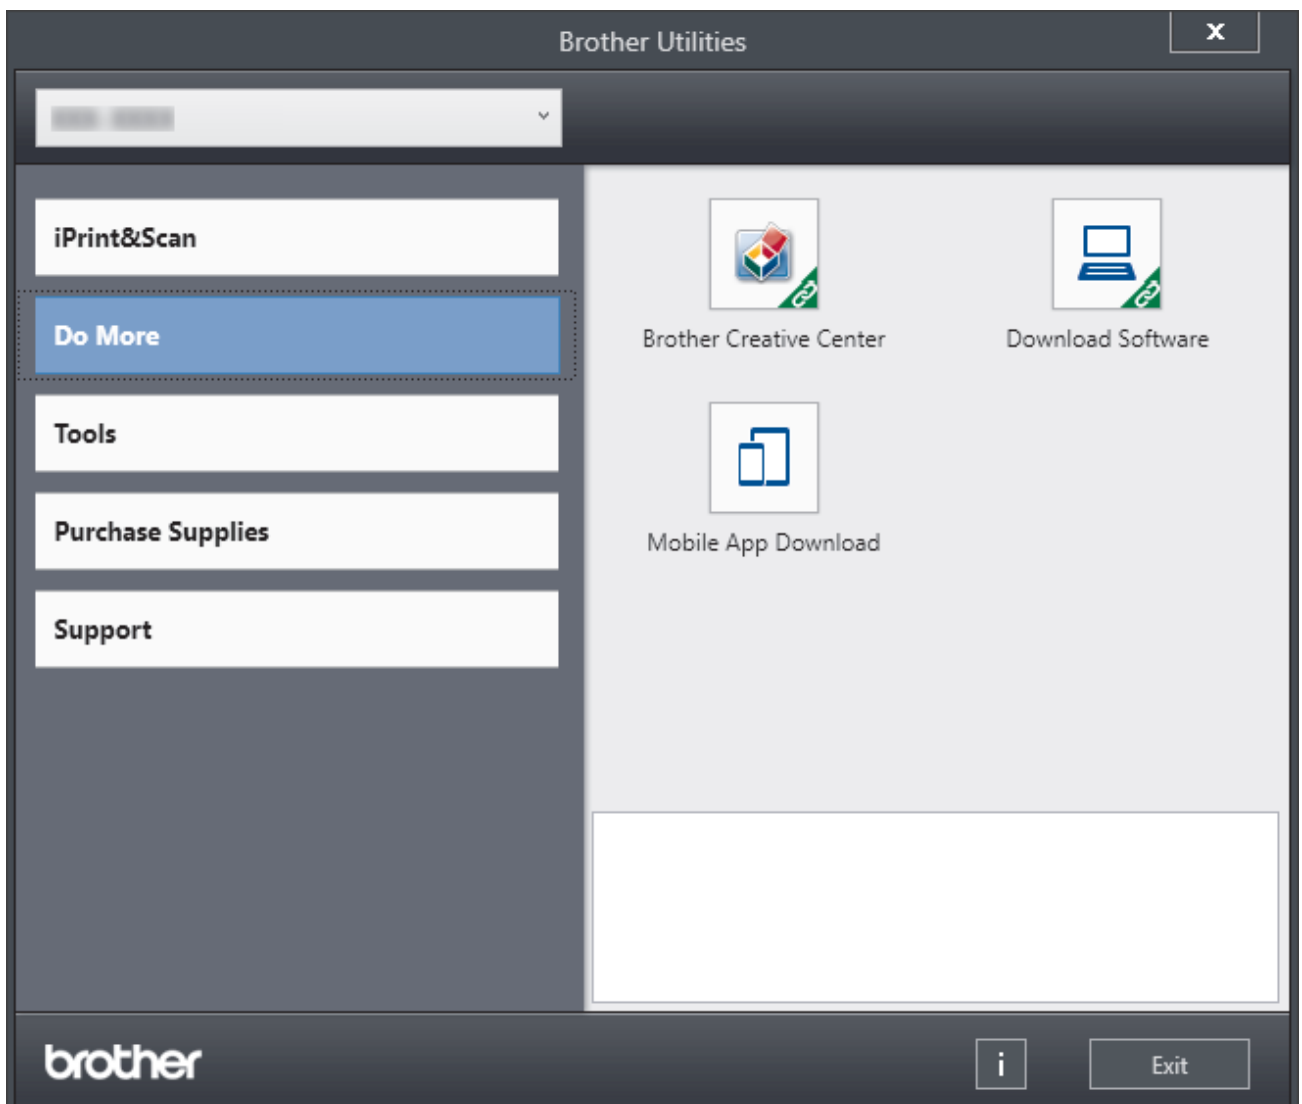 Brother Utilities
X
iPrint&Scan
Do More
Tools
Purchase Supplies
Support
Brother Creative Center
Download Software
Mobile App Download
brother
i
Exit